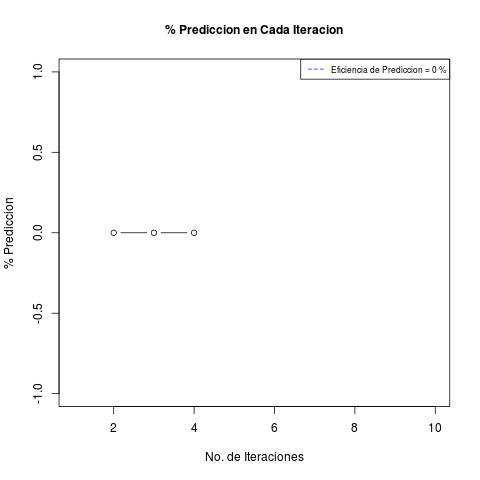 % Prediccion en Cada Iteracion
Eficiencia de Prediccion = 0 %
1.0
0.5
0.0
-0.5
-1.0
% Prediccion
2 4 6 8 10
No. de Iteraciones